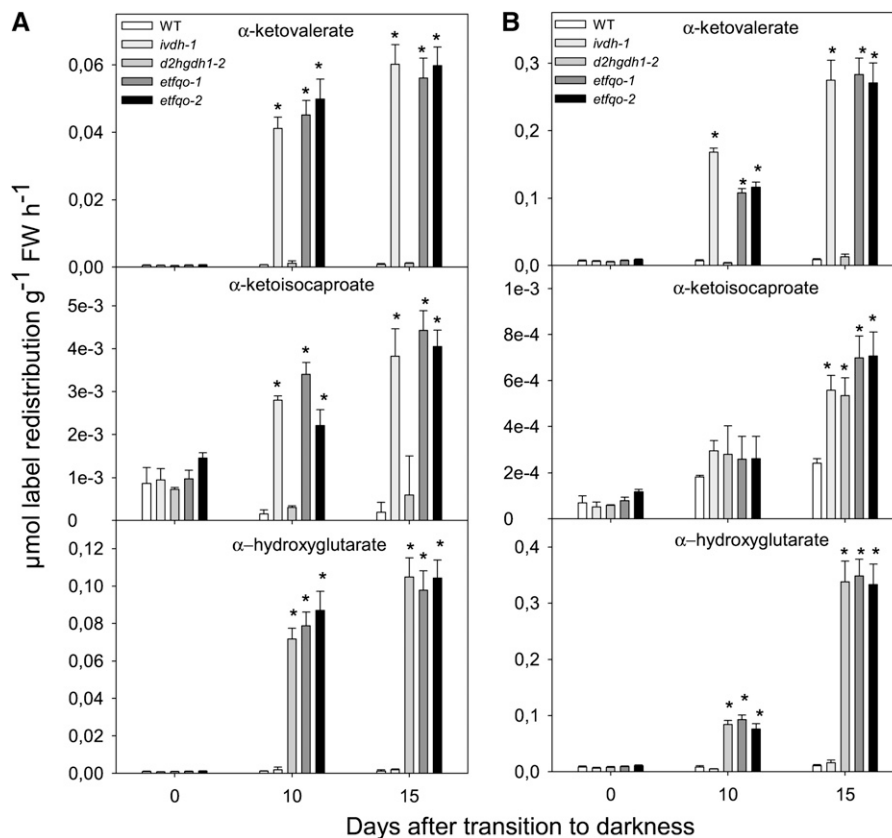 A
α-ketovalerate
WT
ivdh-1
d2hgdh1-2
etfqo-1
etfqo-2
0,06
0,04
0,02
0,00
α-ketoisocaproate
5e-3
4e-3
3e-3
2e-3
1e-3
0
α–hydroxyglutarate
0,12
0,10
0,08
0,06
0,04
0,02
0,00
0 10 15
B
α-ketovalerate
WT
ivdh-1
d2hgdh1-2
etfqo-1
etfqo-2
0,3
0,2
0,1
0,0
α-ketoisocaproate
1e-3
8e-4
6e-4
4e-4
2e-4
0
α–hydroxyglutarate
0,4
0,3
0,2
0,1
0,0
0 10 15
μmol label redistribution g⁻¹ FW h⁻¹
Days after transition to darkness